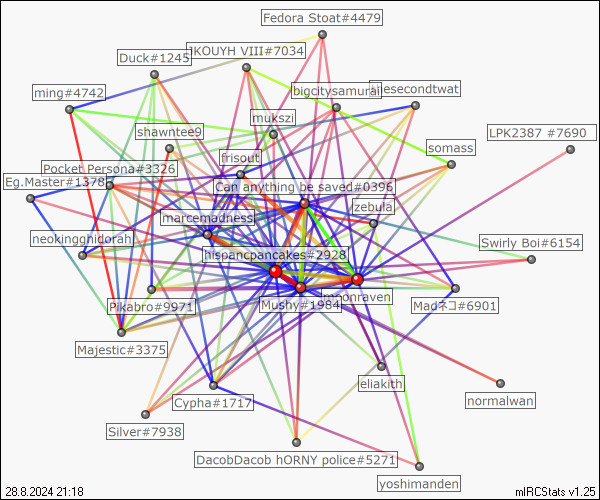 Fedora Stoat#4479
JKOUYH VIII#7034
Duck#1245
bigcitysamurai
ming#4742
mukszi
shawntee9
LPK2387 #7690
somass
frisout
Pocket Persona#3326
Eg.Master#1378
Can anything be saved#0396
zebula
marcemadness
neokingghidorah
Swirly Boi#6154
hispancpancakes#2928
Pikabro#9971
Mushy#1984
moonraven
Madネコ#6901
Majestic#3375
eliakith
Cypha#1717
normalwan
Silver#7938
DacobDacob hORNY police#5271
yoshimanden
28.8.2024 21:18
mIRCStats v1.25